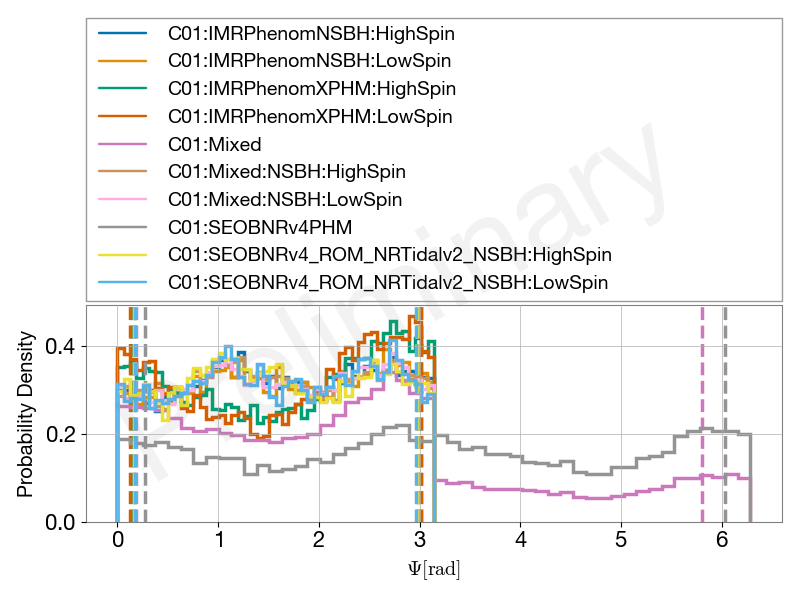 C01:IMRPhenomNSBH:HighSpin
C01:IMRPhenomNSBH:LowSpin
C01:IMRPhenomXPHM:HighSpin
C01:IMRPhenomXPHM:LowSpin
C01:Mixed
C01:Mixed:NSBH:HighSpin
C01:Mixed:NSBH:LowSpin
C01:SEOBNRv4PHM
C01:SEOBNRv4_ROM_NRTidalv2_NSBH:HighSpin
C01:SEOBNRv4_ROM_NRTidalv2_NSBH:LowSpin
Preliminary
Probability Density
0.4
0.2
0.0
0 1 2 3 4 5 6
Ψ[rad]